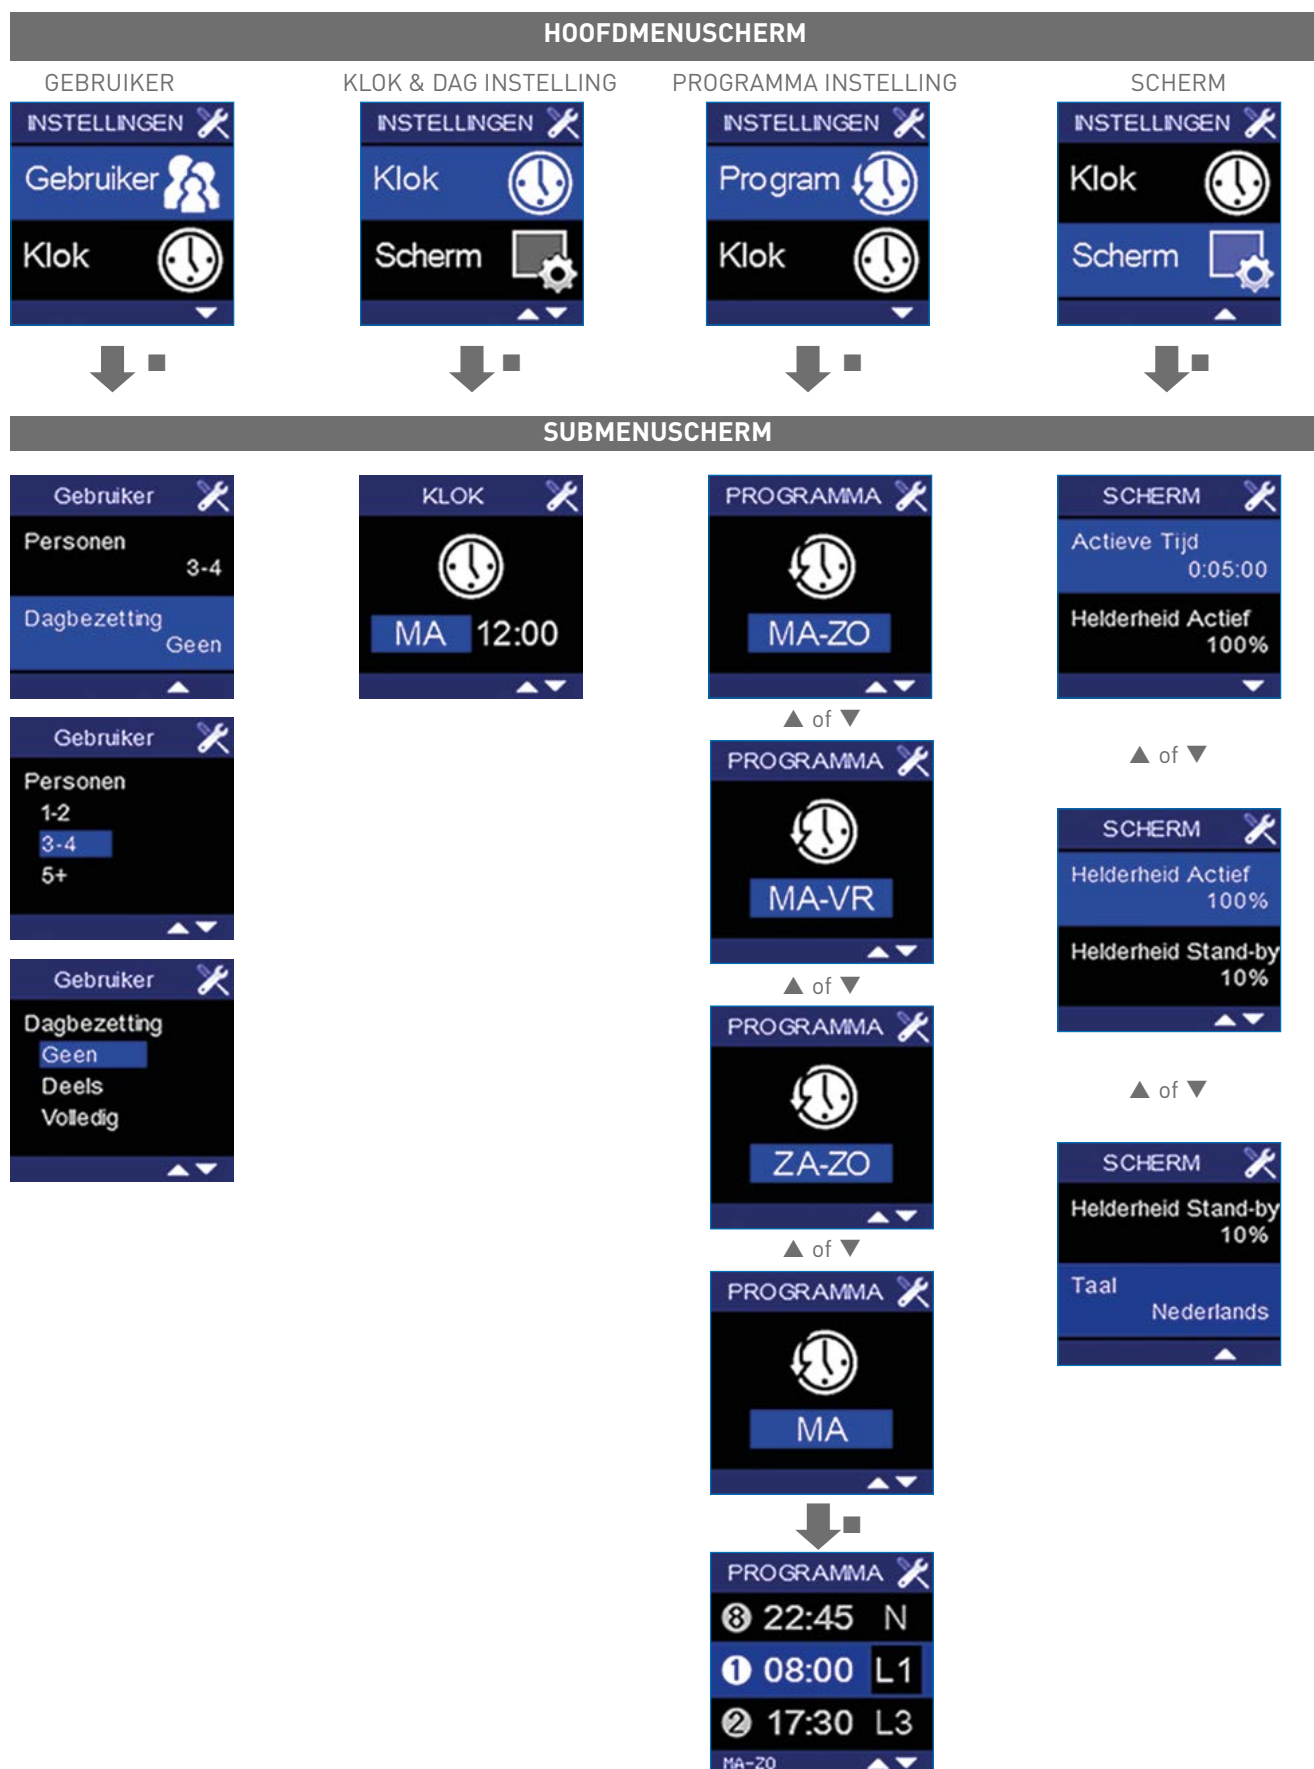 HOOFDMENUSCHERM
GEBRUIKER
INSTELLINGEN
Gebruiker
Klok
KLOK & DAG INSTELLING
INSTELLINGEN
Klok
Scherm
PROGRAMMA INSTELLING
INSTELLINGEN
Program
Klok
SCHERM
INSTELLINGEN
Klok
Scherm
SUBMENUSCHERM
Gebruiker
Personen
3-4
Dagbezetting
Geen
Gebruiker
Personen
1-2
3-4
5+
Gebruiker
Dagbezetting
Geen
Deels
Volledig
KLOK
MA 12:00
PROGRAMMA
MA-ZO
▲ of ▼
PROGRAMMA
MA-VR
▲ of ▼
PROGRAMMA
ZA-ZO
▲ of ▼
PROGRAMMA
MA
PROGRAMMA
8 22:45 N
1 08:00 L1
2 17:30 L3
MA-ZO
SCHERM
Actieve Tijd
0:05:00
Helderheid Actief
100%
▲ of ▼
SCHERM
Helderheid Actief
100%
Helderheid Stand-by
10%
▲ of ▼
SCHERM
Helderheid Stand-by
10%
Taal
Nederlands